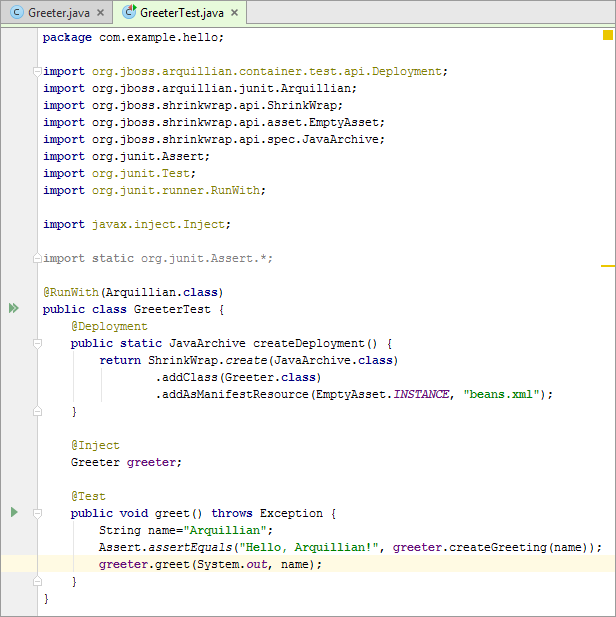 Greeter.java GreeterTest.java
package com.example.hello;
import org.jboss.arquillian.container.test.api.Deployment;
import org.jboss.arquillian.junit.Arquillian;
import org.jboss.shrinkwrap.api.ShrinkWrap;
import org.jboss.shrinkwrap.api.asset.EmptyAsset;
import org.jboss.shrinkwrap.api.spec.JavaArchive;
import org.junit.Assert;
import org.junit.Test;
import org.junit.runner.RunWith;
import javax.inject.Inject;
import static org.junit.Assert.*;
@RunWith(Arquillian.class)
public class GreeterTest {
    @Deployment
    public static JavaArchive createDeployment() {
        return ShrinkWrap.create(JavaArchive.class)
                .addClass(Greeter.class)
                .addAsManifestResource(EmptyAsset.INSTANCE, "beans.xml");
    }
    @Inject
    Greeter greeter;
    @Test
    public void greet() throws Exception {
        String name="Arquillian";
        Assert.assertEquals("Hello, Arquillian!", greeter.createGreeting(name));
        greeter.greet(System.out, name);
    }
}